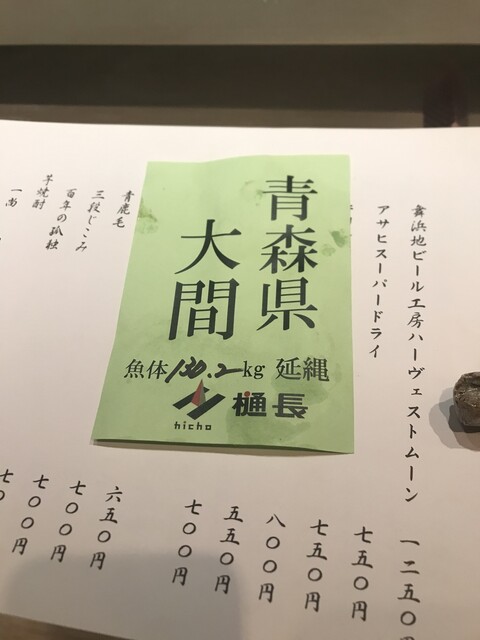 青森県
大間
魚体130.2kg 延縄
樋長
hicho
舞浜地ビール工房ハーヴェストムーン
アサヒスーパードライ
青鹿毛
三段じこみ
百年の孤独
芋焼酎
一二五〇
七五〇円
七五〇円
八〇〇円
五五〇円
七〇〇円
六五〇円
七〇〇円
七〇〇円